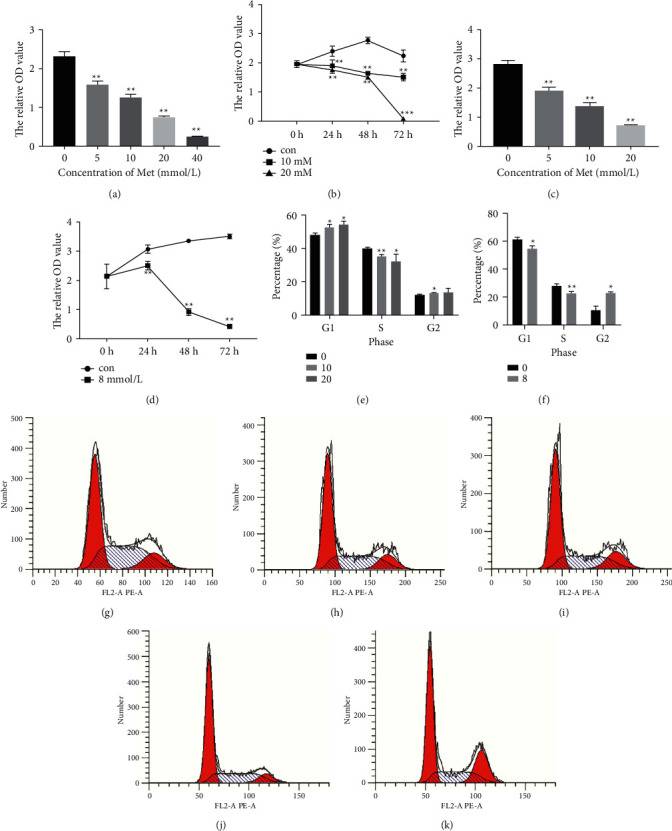 The relative OD value
3
2
1
0
**
**
**
**
0 5 10 20 40
Concentration of Met (mmol/L)
(a)
The relative OD value
6
4
2
0
**
**
**
**
**
***
0 h 24 h 48 h 72 h
con
10 mM
20 mM
(b)
The relative OD value
3
2
1
0
**
**
**
0 5 10 20
Concentration of Met (mmol/L)
(c)
The relative OD value
4
3
2
1
0
**
**
**
0 h 24 h 48 h 72 h
con
8 mmol/L
(d)
Percentage (%)
60
40
20
0
*
*
**
*
*
G1 S G2
Phase
0
10
20
(e)
Percentage (%)
80
60
40
20
0
*
**
*
G1 S G2
Phase
0
8
(f)
Number
500
400
300
200
100
0
0 20 40 60 80 100 120 140 160
FL2-A PE-A
(g)
Number
400
300
200
100
0
0 50 100 150 200 250
FL2-A PE-A
(h)
Number
400
300
200
100
0
0 50 100 150 200 250
FL2-A PE-A
(i)
Number
600
500
400
300
200
100
0
0 50 100 150
FL2-A PE-A
(j)
Number
400
300
200
100
0
0 50 100 150
FL2-A PE-A
(k)